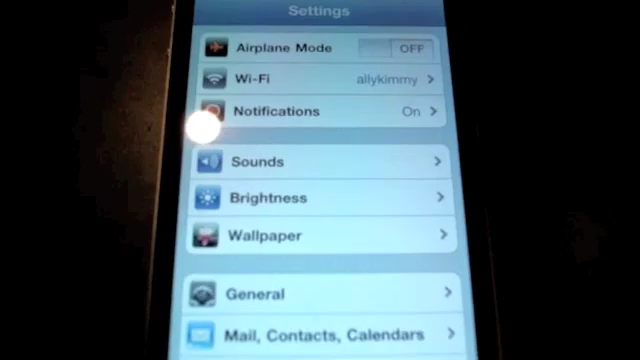 Settings
Airplane Mode OFF
Wi-Fi allykimmy
Notifications On
Sounds
Brightness
Wallpaper
General
Mail, Contacts, Calendars